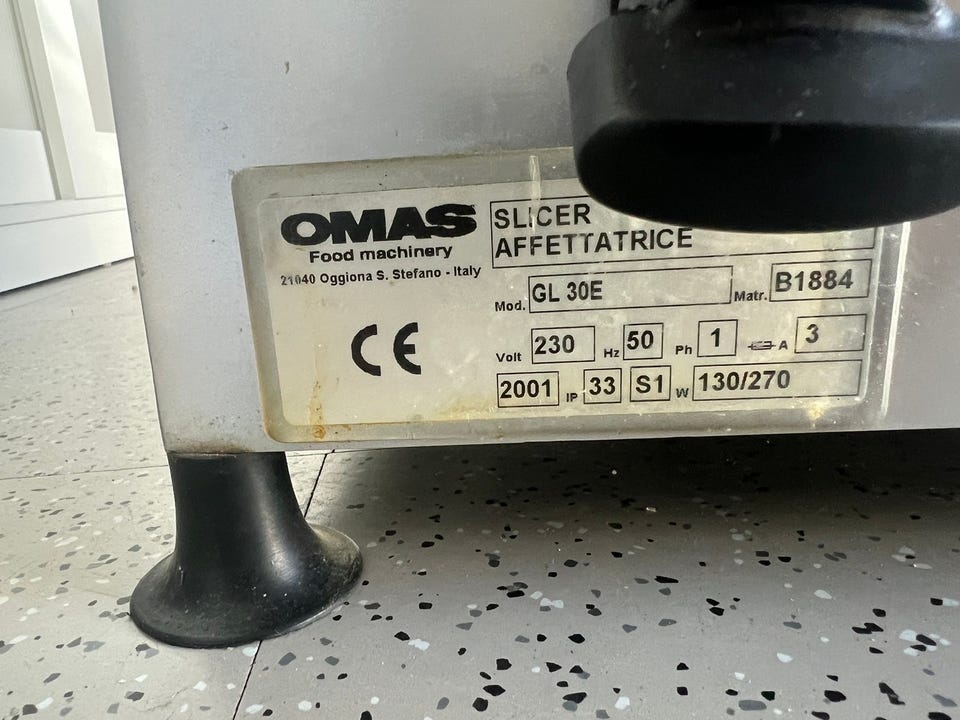 OMAS
Food machinery
21040 Oggiona S. Stefano - Italy
CE
SLICER
AFFETTATRICE
Mod. GL 30E Matr. B1884
Volt 230 Hz 50 Ph 1 A 3
2001 IP 33 S1 W 130/270